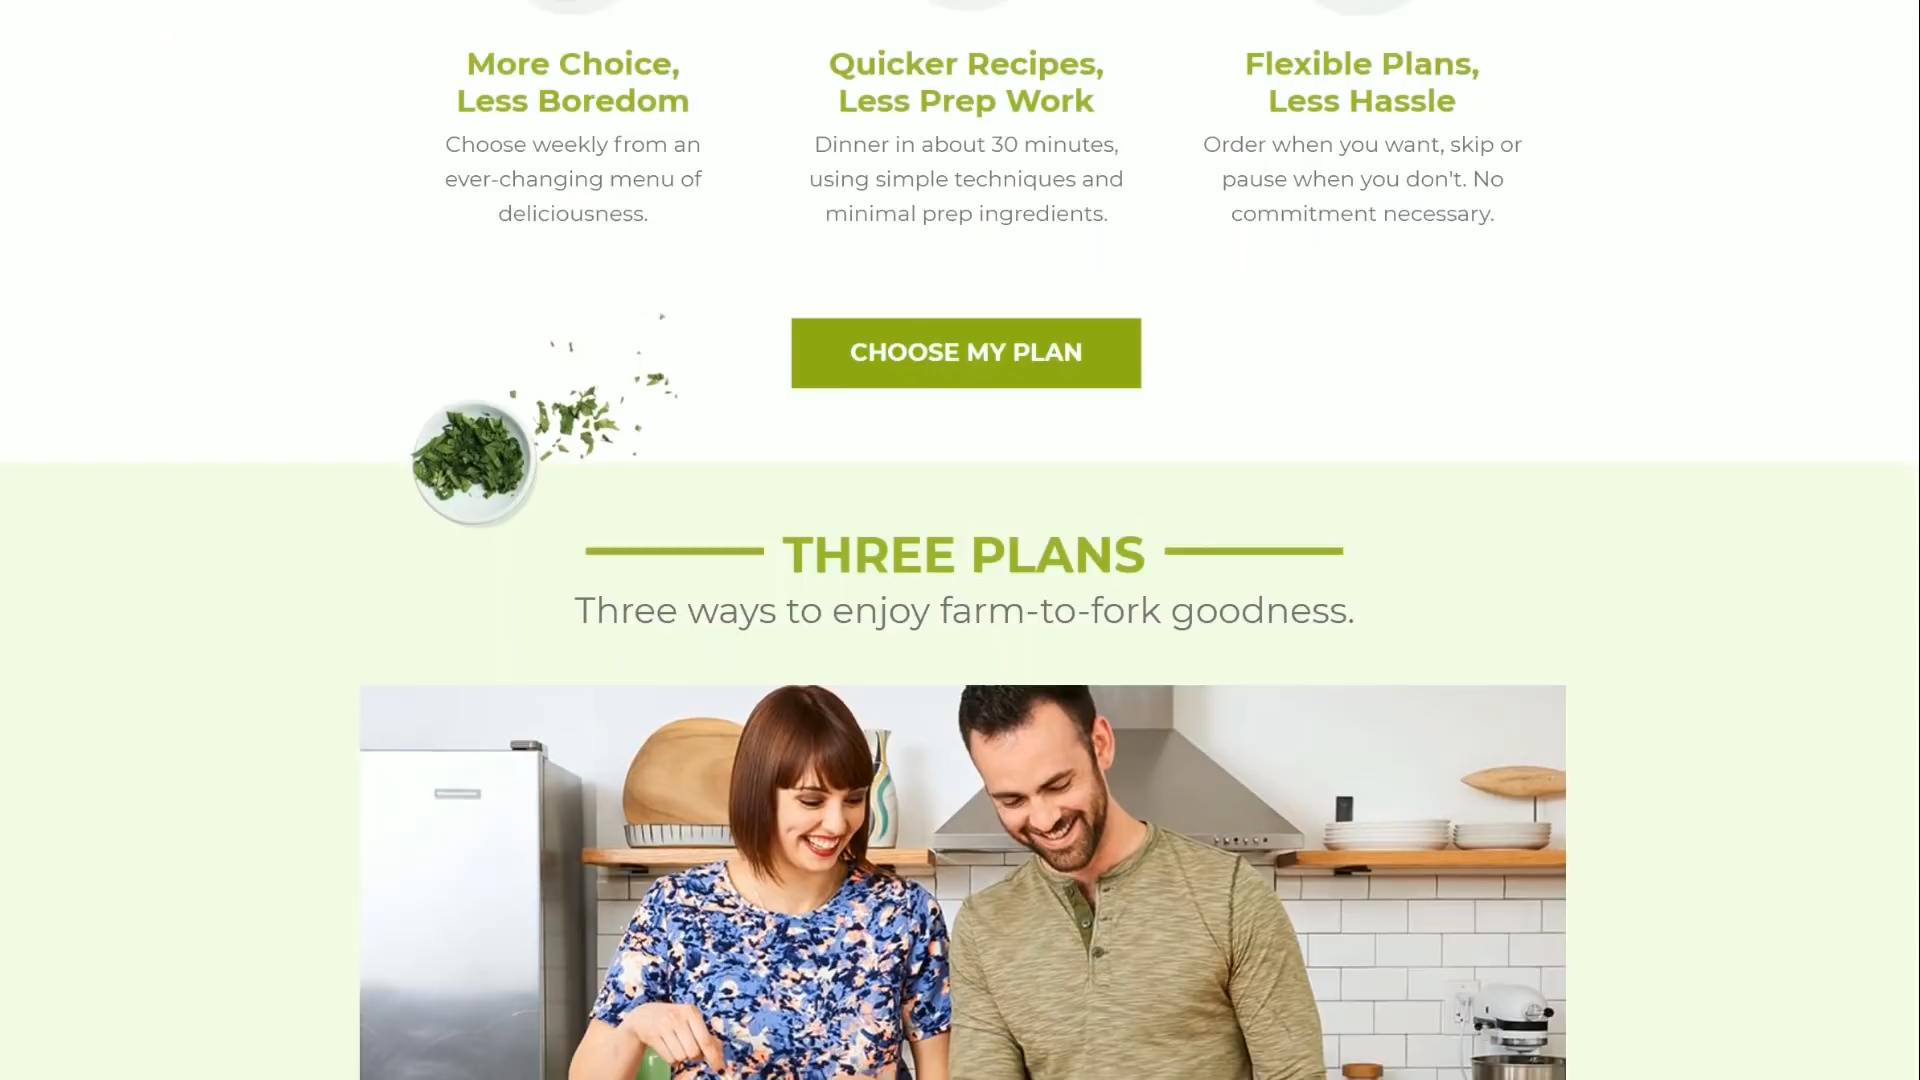 More Choice,
Less Boredom
Choose weekly from an
ever-changing menu of
deliciousness.
Quicker Recipes,
Less Prep Work
Dinner in about 30 minutes,
using simple techniques and
minimal prep ingredients.
Flexible Plans,
Less Hassle
Order when you want, skip or
pause when you don't. No
commitment necessary.
CHOOSE MY PLAN
THREE PLANS
Three ways to enjoy farm-to-fork goodness.